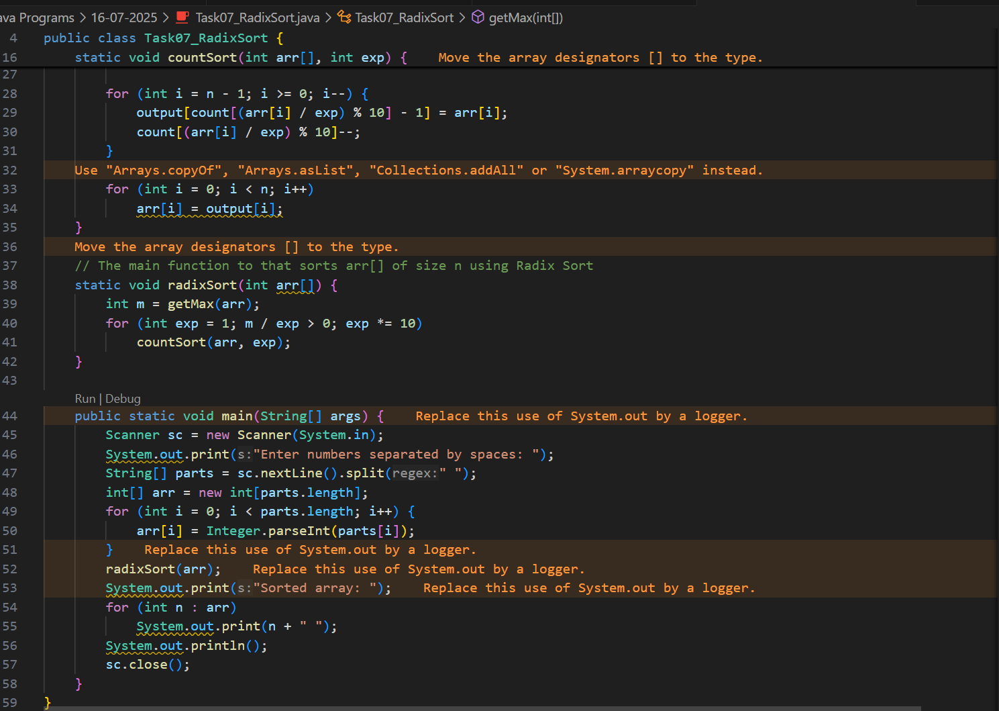 ava Programs > 16-07-2025 > Task07_RadixSort.java > Task07_RadixSort > getMax(int[])
4 public class Task07_RadixSort {
16 static void countSort(int arr[], int exp) { Move the array designators [] to the type.
27
28 for (int i = n - 1; i >= 0; i--) {
29 output[count[(arr[i] / exp) % 10] - 1] = arr[i];
30 count[(arr[i] / exp) % 10]--;
31 }
32 Use "Arrays.copyOf", "Arrays.asList", "Collections.addAll" or "System.arraycopy" instead.
33 for (int i = 0; i < n; i++)
34 arr[i] = output[i];
35 }
36 Move the array designators [] to the type.
37 // The main function to that sorts arr[] of size n using Radix Sort
38 static void radixSort(int arr[]) {
39 int m = getMax(arr);
40 for (int exp = 1; m / exp > 0; exp *= 10)
41 countSort(arr, exp);
42 }
43
Run | Debug
44 public static void main(String[] args) { Replace this use of System.out by a logger.
45 Scanner sc = new Scanner(System.in);
46 System.out.print(s:"Enter numbers separated by spaces: ");
47 String[] parts = sc.nextLine().split(regex:" ");
48 int[] arr = new int[parts.length];
49 for (int i = 0; i < parts.length; i++) {
50 arr[i] = Integer.parseInt(parts[i]);
51 } Replace this use of System.out by a logger.
52 radixSort(arr); Replace this use of System.out by a logger.
53 System.out.print(s:"Sorted array: "); Replace this use of System.out by a logger.
54 for (int n : arr)
55 System.out.print(n + " ");
56 System.out.println();
57 sc.close();
58 }
59 }